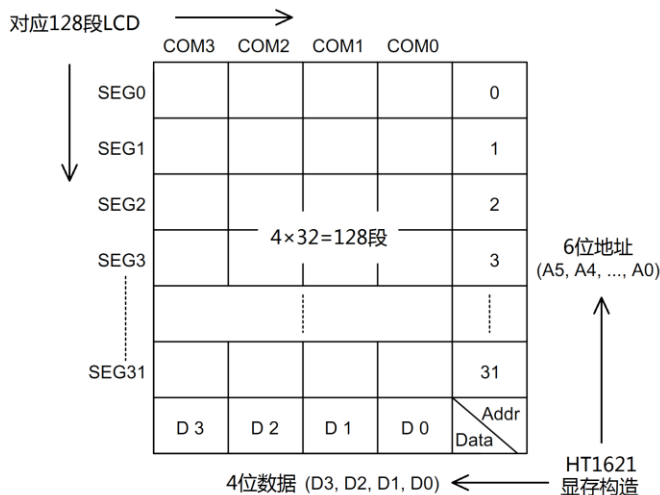 对应128段LCD
COM3 COM2 COM1 COM0
SEG0 0
SEG1 1
SEG2 2
4×32=128段
SEG3 3
6位地址
(A5, A4, ..., A0)
SEG31 31
D 3 D 2 D 1 D 0 Addr
Data
4位数据 (D3, D2, D1, D0)
HT1621
显存构造